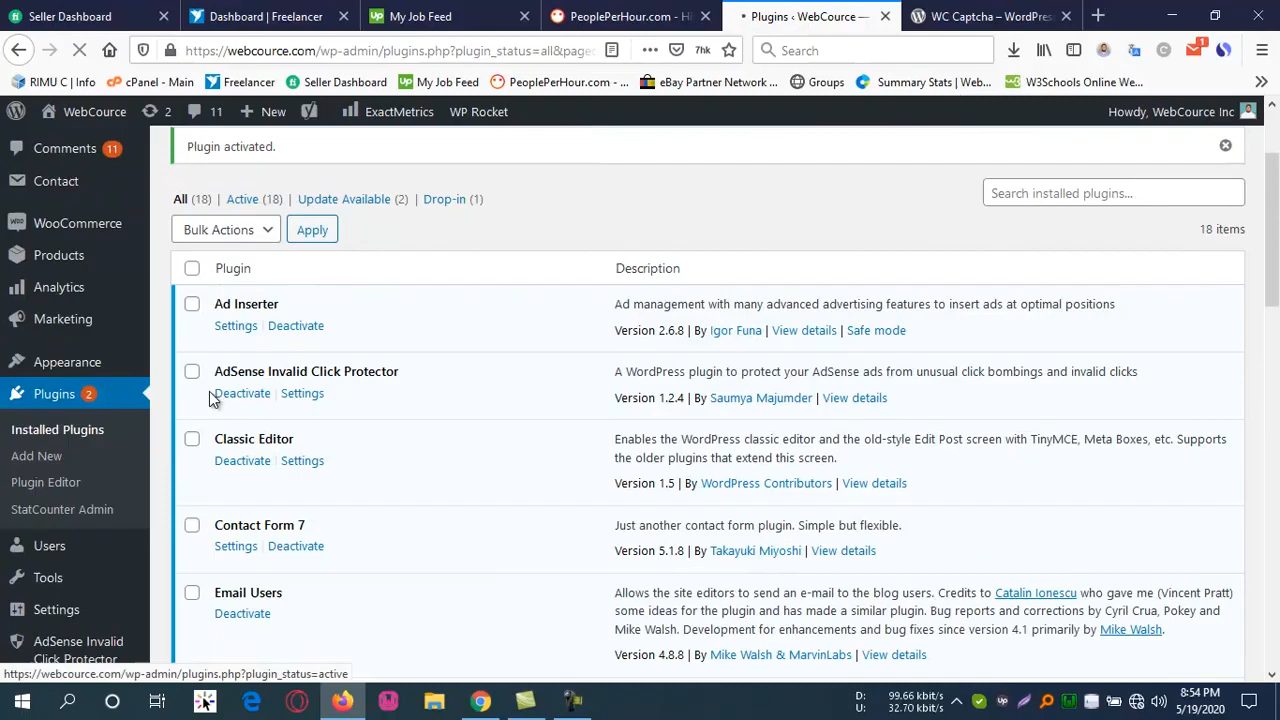 Seller Dashboard
Dashboard | Freelancer
My Job Feed
PeoplePerHour.com - Hi
Plugins ‹ WebCource —
WC Captcha – WordPress
https://webcource.com/wp-admin/plugins.php?plugin_status=all&page
7hk
Search
1
RIMU C | Info
cPanel - Main
Freelancer
Seller Dashboard
My Job Feed
PeoplePerHour.com - ...
eBay Partner Network ...
Groups
Summary Stats | Web...
W3Schools Online We...
WebCource
2
11
New
ExactMetrics
WP Rocket
Howdy, WebCource Inc
Comments 11
Contact
WooCommerce
Products
Analytics
Marketing
Appearance
Plugins 2
Installed Plugins
Add New
Plugin Editor
StatCounter Admin
Users
Tools
Settings
AdSense Invalid
Click Protector
Plugin activated.
All (18) | Active (18) | Update Available (2) | Drop-in (1)
Search installed plugins...
Bulk Actions
Apply
18 items
Plugin
Description
Ad Inserter
Settings | Deactivate
Ad management with many advanced advertising features to insert ads at optimal positions
Version 2.6.8 | By Igor Funa | View details | Safe mode
AdSense Invalid Click Protector
Deactivate | Settings
A WordPress plugin to protect your AdSense ads from unusual click bombings and invalid clicks
Version 1.2.4 | By Saumya Majumder | View details
Classic Editor
Deactivate | Settings
Enables the WordPress classic editor and the old-style Edit Post screen with TinyMCE, Meta Boxes, etc. Supports
the older plugins that extend this screen.
Version 1.5 | By WordPress Contributors | View details
Contact Form 7
Settings | Deactivate
Just another contact form plugin. Simple but flexible.
Version 5.1.8 | By Takayuki Miyoshi | View details
Email Users
Deactivate
Allows the site editors to send an e-mail to the blog users. Credits to Catalin Ionescu who gave me (Vincent Pratt)
some ideas for the plugin and has made a similar plugin. Bug reports and corrections by Cyril Crua, Pokey and
Mike Walsh. Development for enhancements and bug fixes since version 4.1 primarily by Mike Walsh.
Version 4.8.8 | By Mike Walsh & MarvinLabs | View details
https://webcource.com/wp-admin/plugins.php?plugin_status=active
D: 99.66 kbit/s
U: 32.70 kbit/s
8:54 PM
5/19/2020